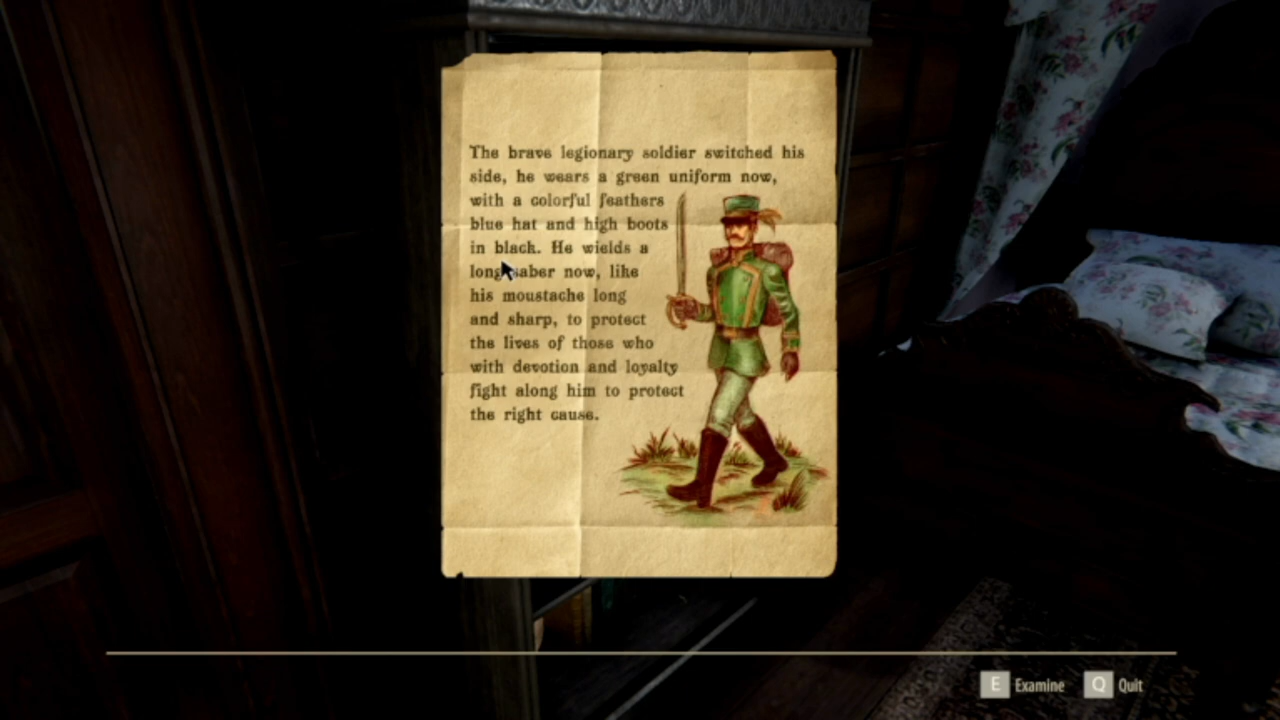 The brave legionary soldier switched his
side, he wears a green uniform now,
with a colorful feathers
blue hat and high boots
in black. He wields a
long saber now, like
his moustache long
and sharp, to protect
the lives of those who
with devotion and loyalty
fight along him to protect
the right cause.
E Examine Q Quit